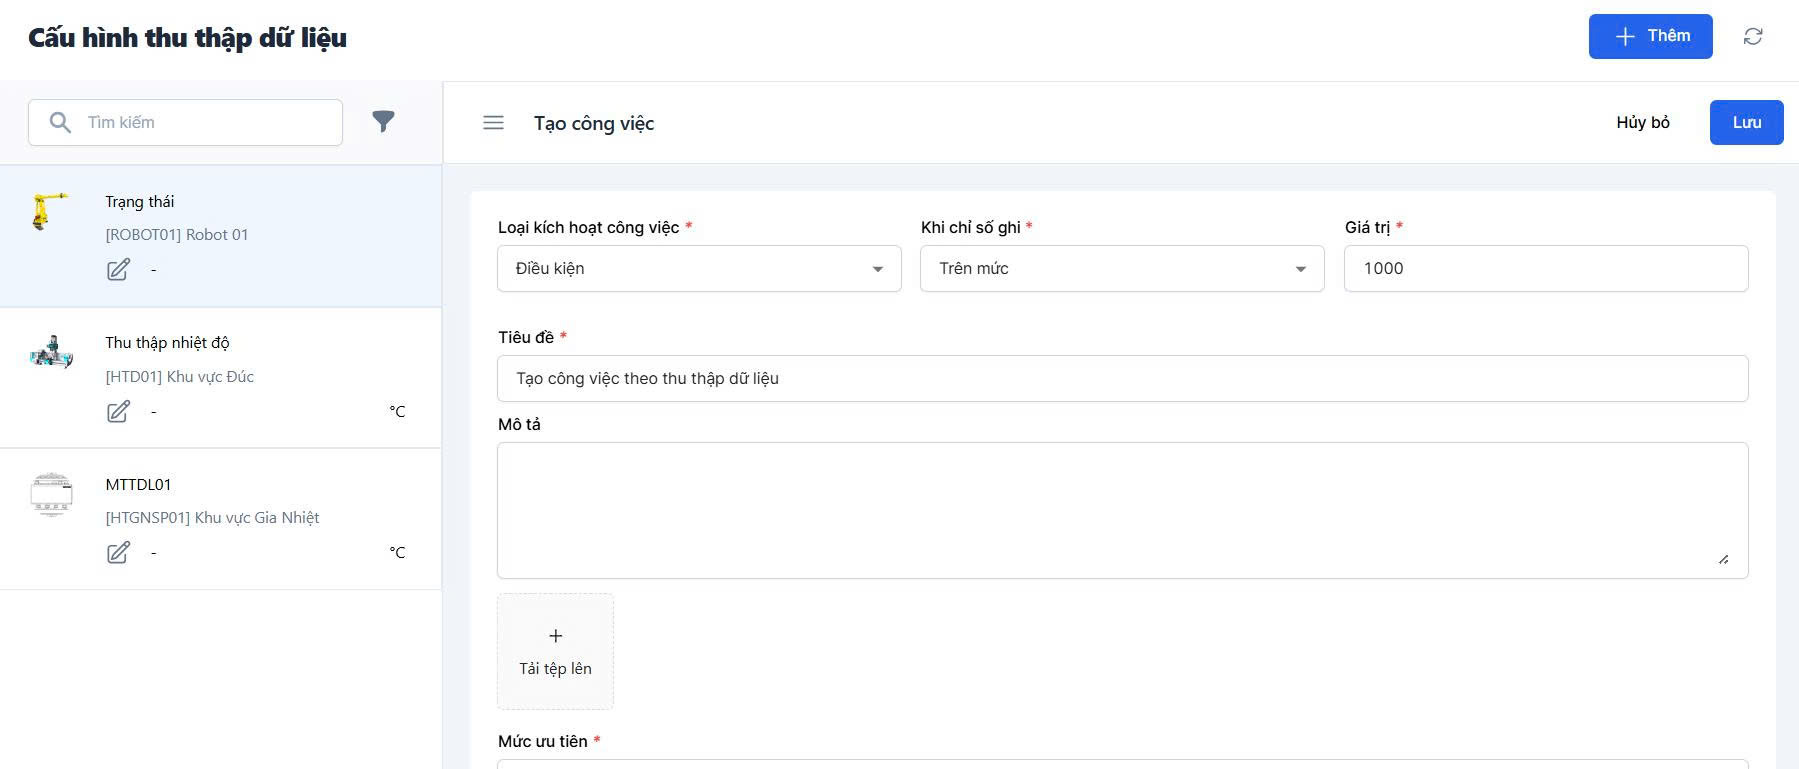 Cấu hình thu thập dữ liệu
Thêm
Tìm kiếm
Tạo công việc
Hủy bỏ
Lưu
Trạng thái
[ROBOT01] Robot 01
-
Thu thập nhiệt độ
[HTD01] Khu vực Đúc
- °C
MTTDL01
[HTGNSP01] Khu vực Gia Nhiệt
- °C
Loại kích hoạt công việc * Khi chỉ số ghi * Giá trị *
Điều kiện Trên mức 1000
Tiêu đề *
Tạo công việc theo thu thập dữ liệu
Mô tả
+
Tải tệp lên
Mức ưu tiên *